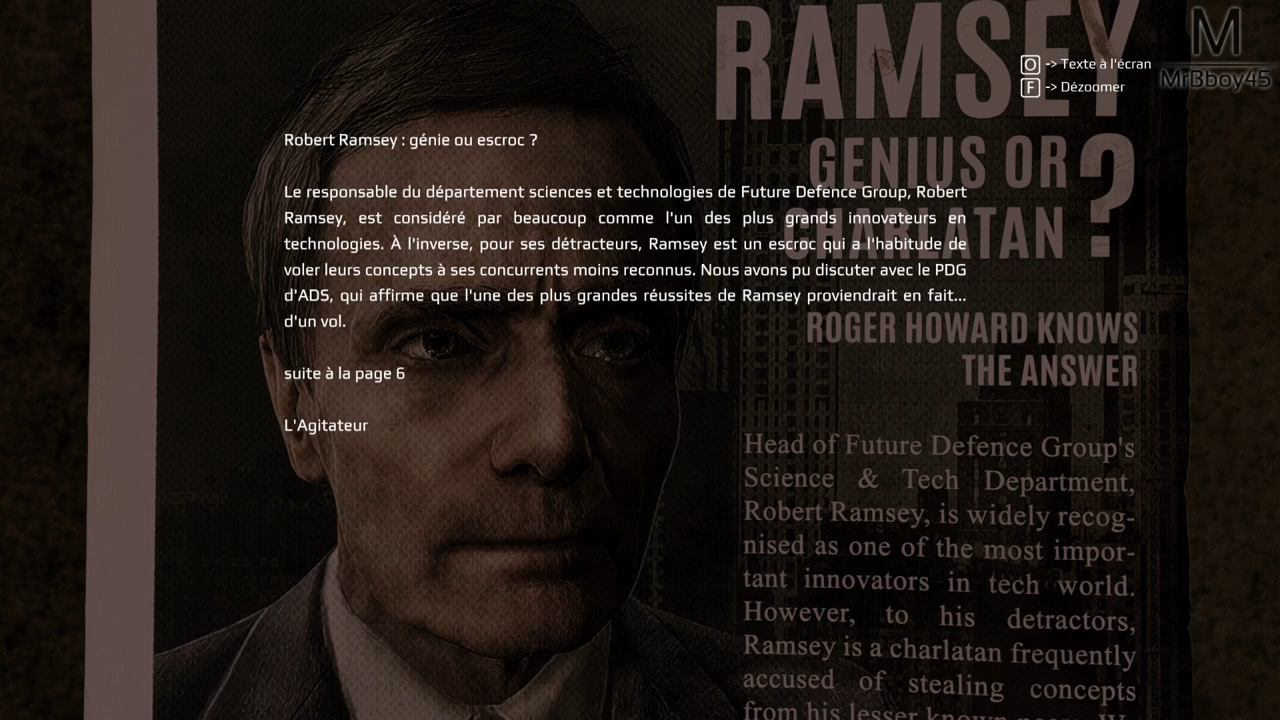 RAMSEY
M
MrBboy45
O -> Texte à l'écran
F -> Dézoomer
GENIUS OR
CHARLATAN ?
ROGER HOWARD KNOWS
THE ANSWER
Robert Ramsey : génie ou escroc ?
Le responsable du département sciences et technologies de Future Defence Group, Robert
Ramsey, est considéré par beaucoup comme l'un des plus grands innovateurs en
technologies. À l'inverse, pour ses détracteurs, Ramsey est un escroc qui a l'habitude de
voler leurs concepts à ses concurrents moins reconnus. Nous avons pu discuter avec le PDG
d'ADS, qui affirme que l'une des plus grandes réussites de Ramsey proviendrait en fait...
d'un vol.
suite à la page 6
L'Agitateur
Head of Future Defence Group's
Science & Tech Department,
Robert Ramsey, is widely recog-
nised as one of the most impor-
tant innovators in tech world.
However, to his detractors,
Ramsey is a charlatan frequently
accused of stealing concepts
from his lesser known